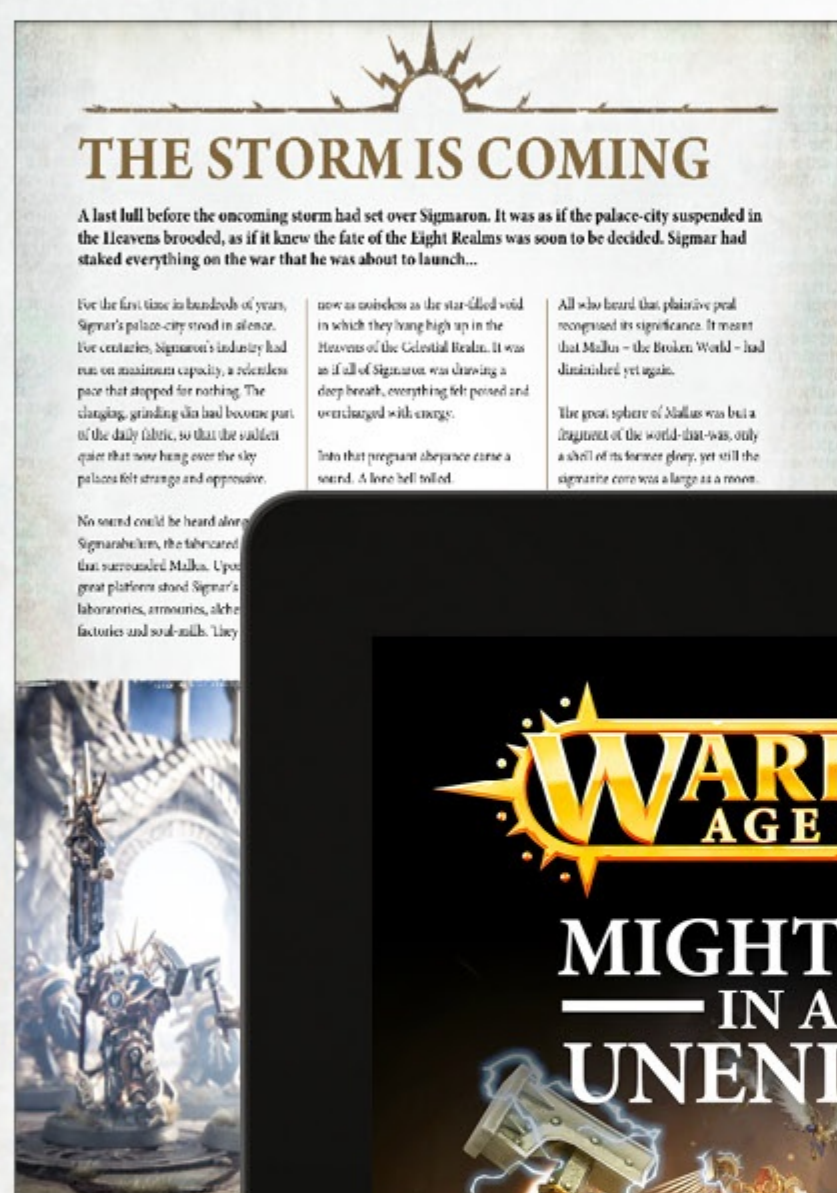 THE STORM IS COMING
A last lull before the oncoming storm had set over Sigmaron. It was as if the palace-city suspended in
the Heavens brooded, as if it knew the fate of the Eight Realms was soon to be decided. Sigmar had
staked everything on the war that he was about to launch...
For the first time in hundreds of years,
Sigmar's palace-city stood in silence.
For centuries, Sigmaron's industry had
run on maximum capacity, a relentless
pace that stopped for nothing. The
clanging, grinding din had become part
of the daily fabric, so that the sudden
quiet that now hung over the sky
palaces felt strange and oppressive.
No sound could be heard along
Sigmarabulum, the fabricated
that surrounded Mallus. Upon
great platform stood Sigmar's
laboratories, armouries, alche
factories and soul-mills. They
now as noiseless as the star-filled void
in which they hung high up in the
Heavens of the Celestial Realm. It was
as if all of Sigmaron was drawing a
deep breath, everything felt poised and
overcharged with energy.
Into that pregnant abeyance came a
sound. A lone bell tolled.
All who heard that plaintive peal
recognised its significance. It meant
that Mallus – the Broken World – had
diminished yet again.
The great sphere of Mallus was but a
fragment of the world-that-was, only
a shell of its former glory, yet still the
sigmarite core was a large as a moon.
WAR
AGE
MIGHT
IN A
UNEN